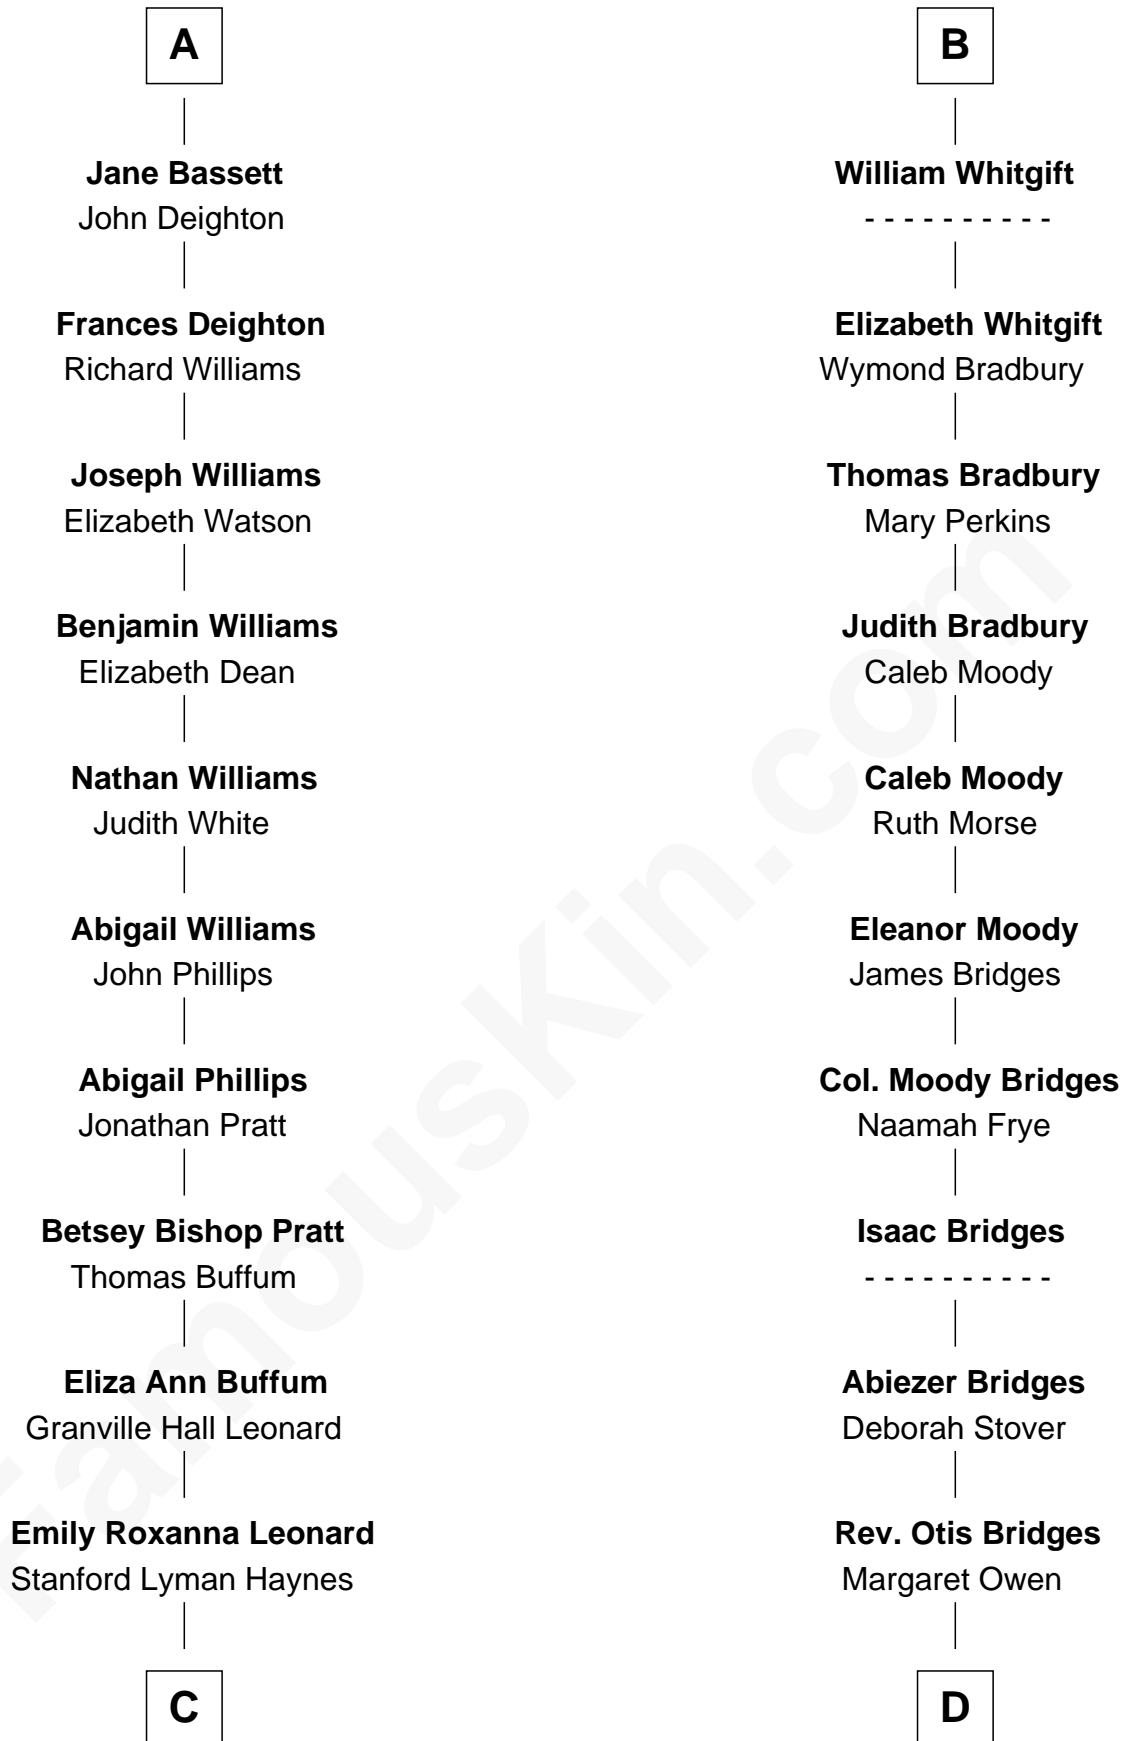 A
Jane Bassett
John Deighton
Frances Deighton
Richard Williams
Joseph Williams
Elizabeth Watson
Benjamin Williams
Elizabeth Dean
Nathan Williams
Judith White
Abigail Williams
John Phillips
Abigail Phillips
Jonathan Pratt
Betsey Bishop Pratt
Thomas Buffum
Eliza Ann Buffum
Granville Hall Leonard
Emily Roxanna Leonard
Stanford Lyman Haynes
C
B
William Whitgift
- - - - - - - - - -
Elizabeth Whitgift
Wymond Bradbury
Thomas Bradbury
Mary Perkins
Judith Bradbury
Caleb Moody
Caleb Moody
Ruth Morse
Eleanor Moody
James Bridges
Col. Moody Bridges
Naamah Frye
Isaac Bridges
- - - - - - - - - -
Abiezer Bridges
Deborah Stover
Rev. Otis Bridges
Margaret Owen
D
FamousKin.com